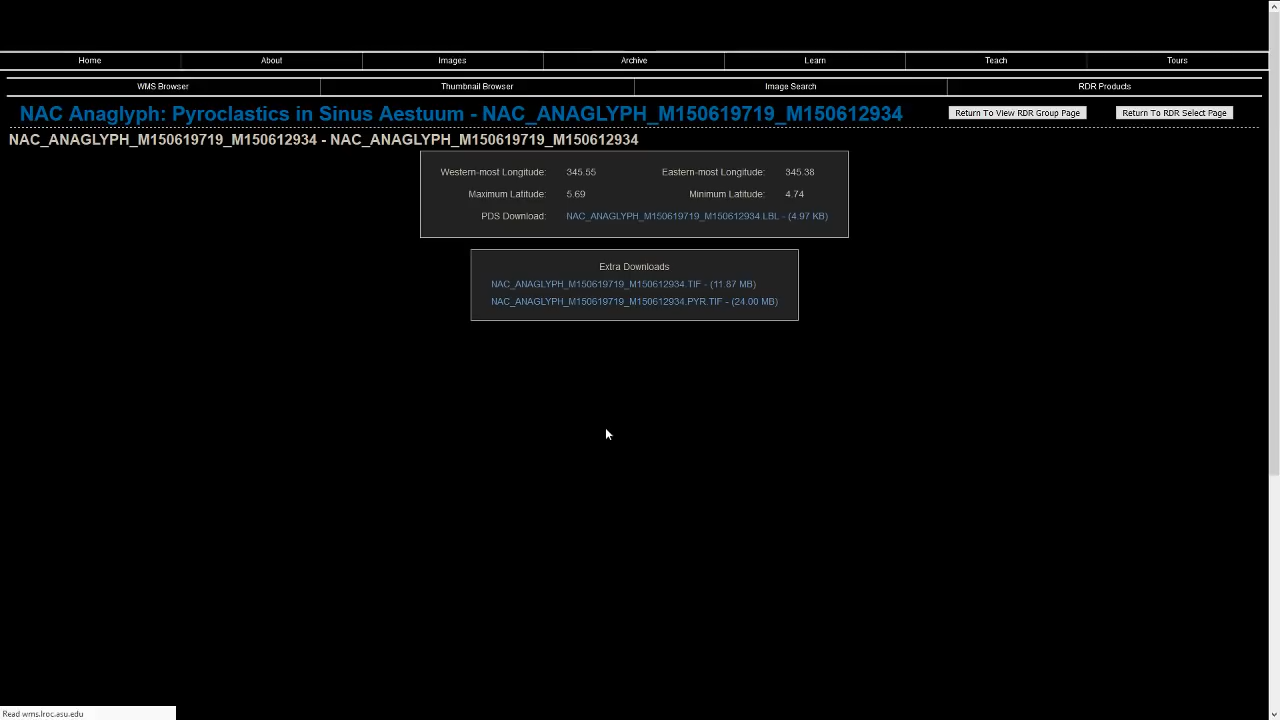 Home About Images Archive Learn Teach Tours
WMS Browser Thumbnail Browser Image Search RDR Products
NAC Anaglyph: Pyroclastics in Sinus Aestuum - NAC_ANAGLYPH_M150619719_M150612934 Return To View RDR Group Page Return To RDR Select Page
NAC_ANAGLYPH_M150619719_M150612934 - NAC_ANAGLYPH_M150619719_M150612934
Western-most Longitude: 345.55 Eastern-most Longitude: 345.38
Maximum Latitude: 5.69 Minimum Latitude: 4.74
PDS Download: NAC_ANAGLYPH_M150619719_M150612934.LBL - (4.97 KB)
Extra Downloads
NAC_ANAGLYPH_M150619719_M150612934.TIF - (11.87 MB)
NAC_ANAGLYPH_M150619719_M150612934.PYR.TIF - (24.00 MB)
Read wms.lroc.asu.edu